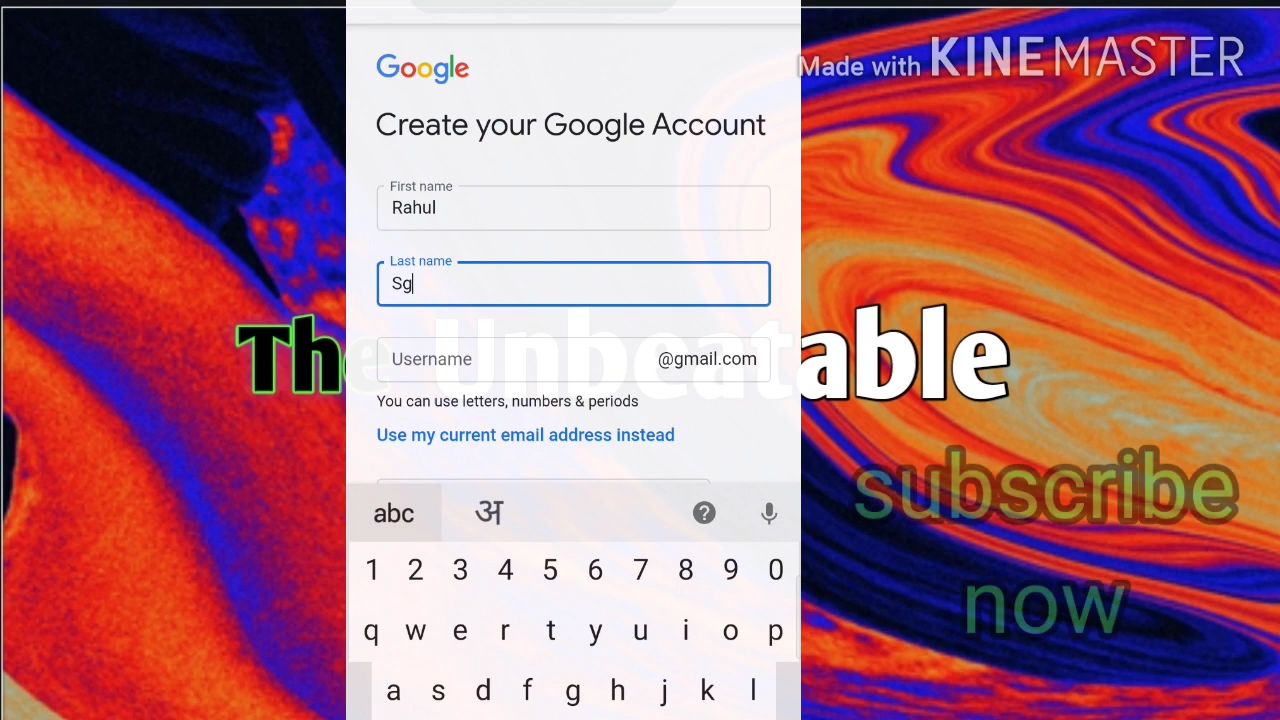 Made with KINEMASTER
Google
Create your Google Account
First name
Rahul
Last name
Sg
The Unbeatable
Username @gmail.com
You can use letters, numbers & periods
Use my current email address instead
subscribe
now
abc अ ?
1 2 3 4 5 6 7 8 9 0
q w e r t y u i o p
a s d f g h j k l